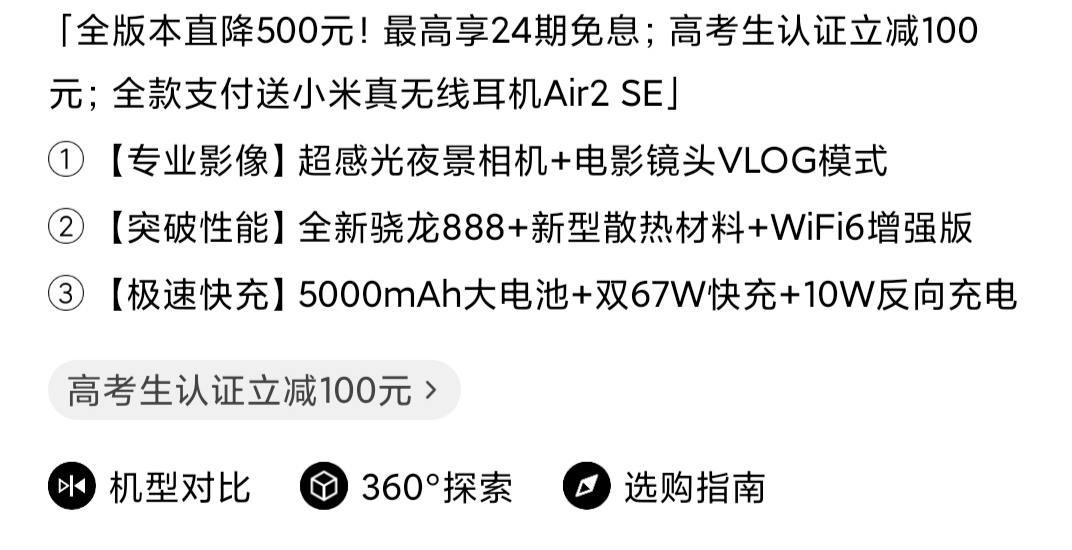 「全版本直降500元！最高享24期免息；高考生认证立减100
元；全款支付送小米真无线耳机Air2 SE」
① 【专业影像】超感光夜景相机+电影镜头VLOG模式
② 【突破性能】全新骁龙888+新型散热材料+WiFi6增强版
③ 【极速快充】5000mAh大电池+双67W快充+10W反向充电
高考生认证立减100元 >
机型对比 360°探索 选购指南